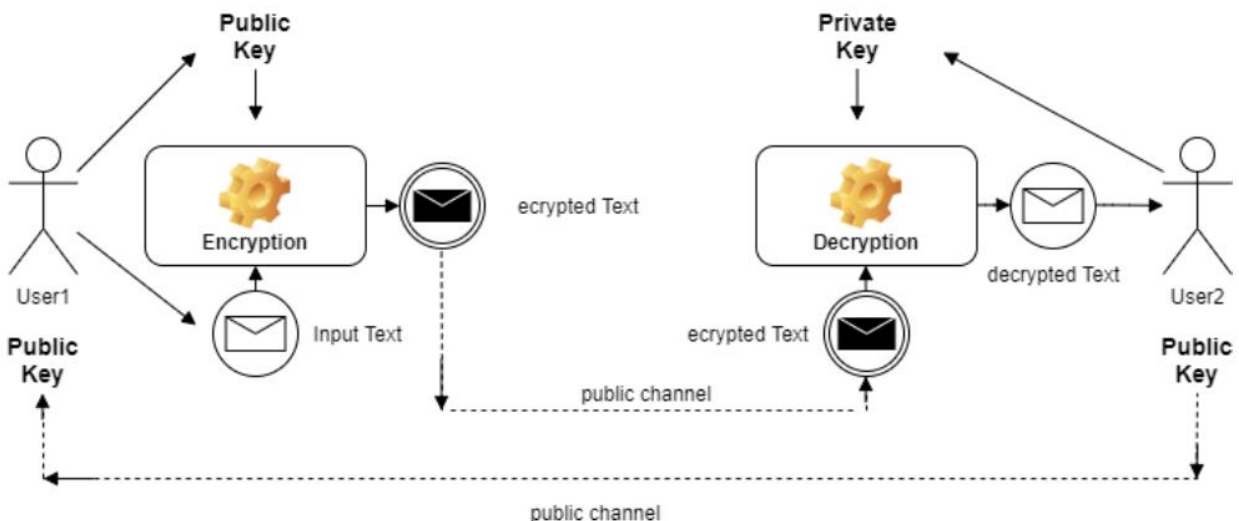 Public
Key
Private
Key
Encryption
ecrypted Text
Decryption
decrypted Text
User1
User2
Input Text
ecrypted Text
Public
Key
Public
Key
public channel
public channel